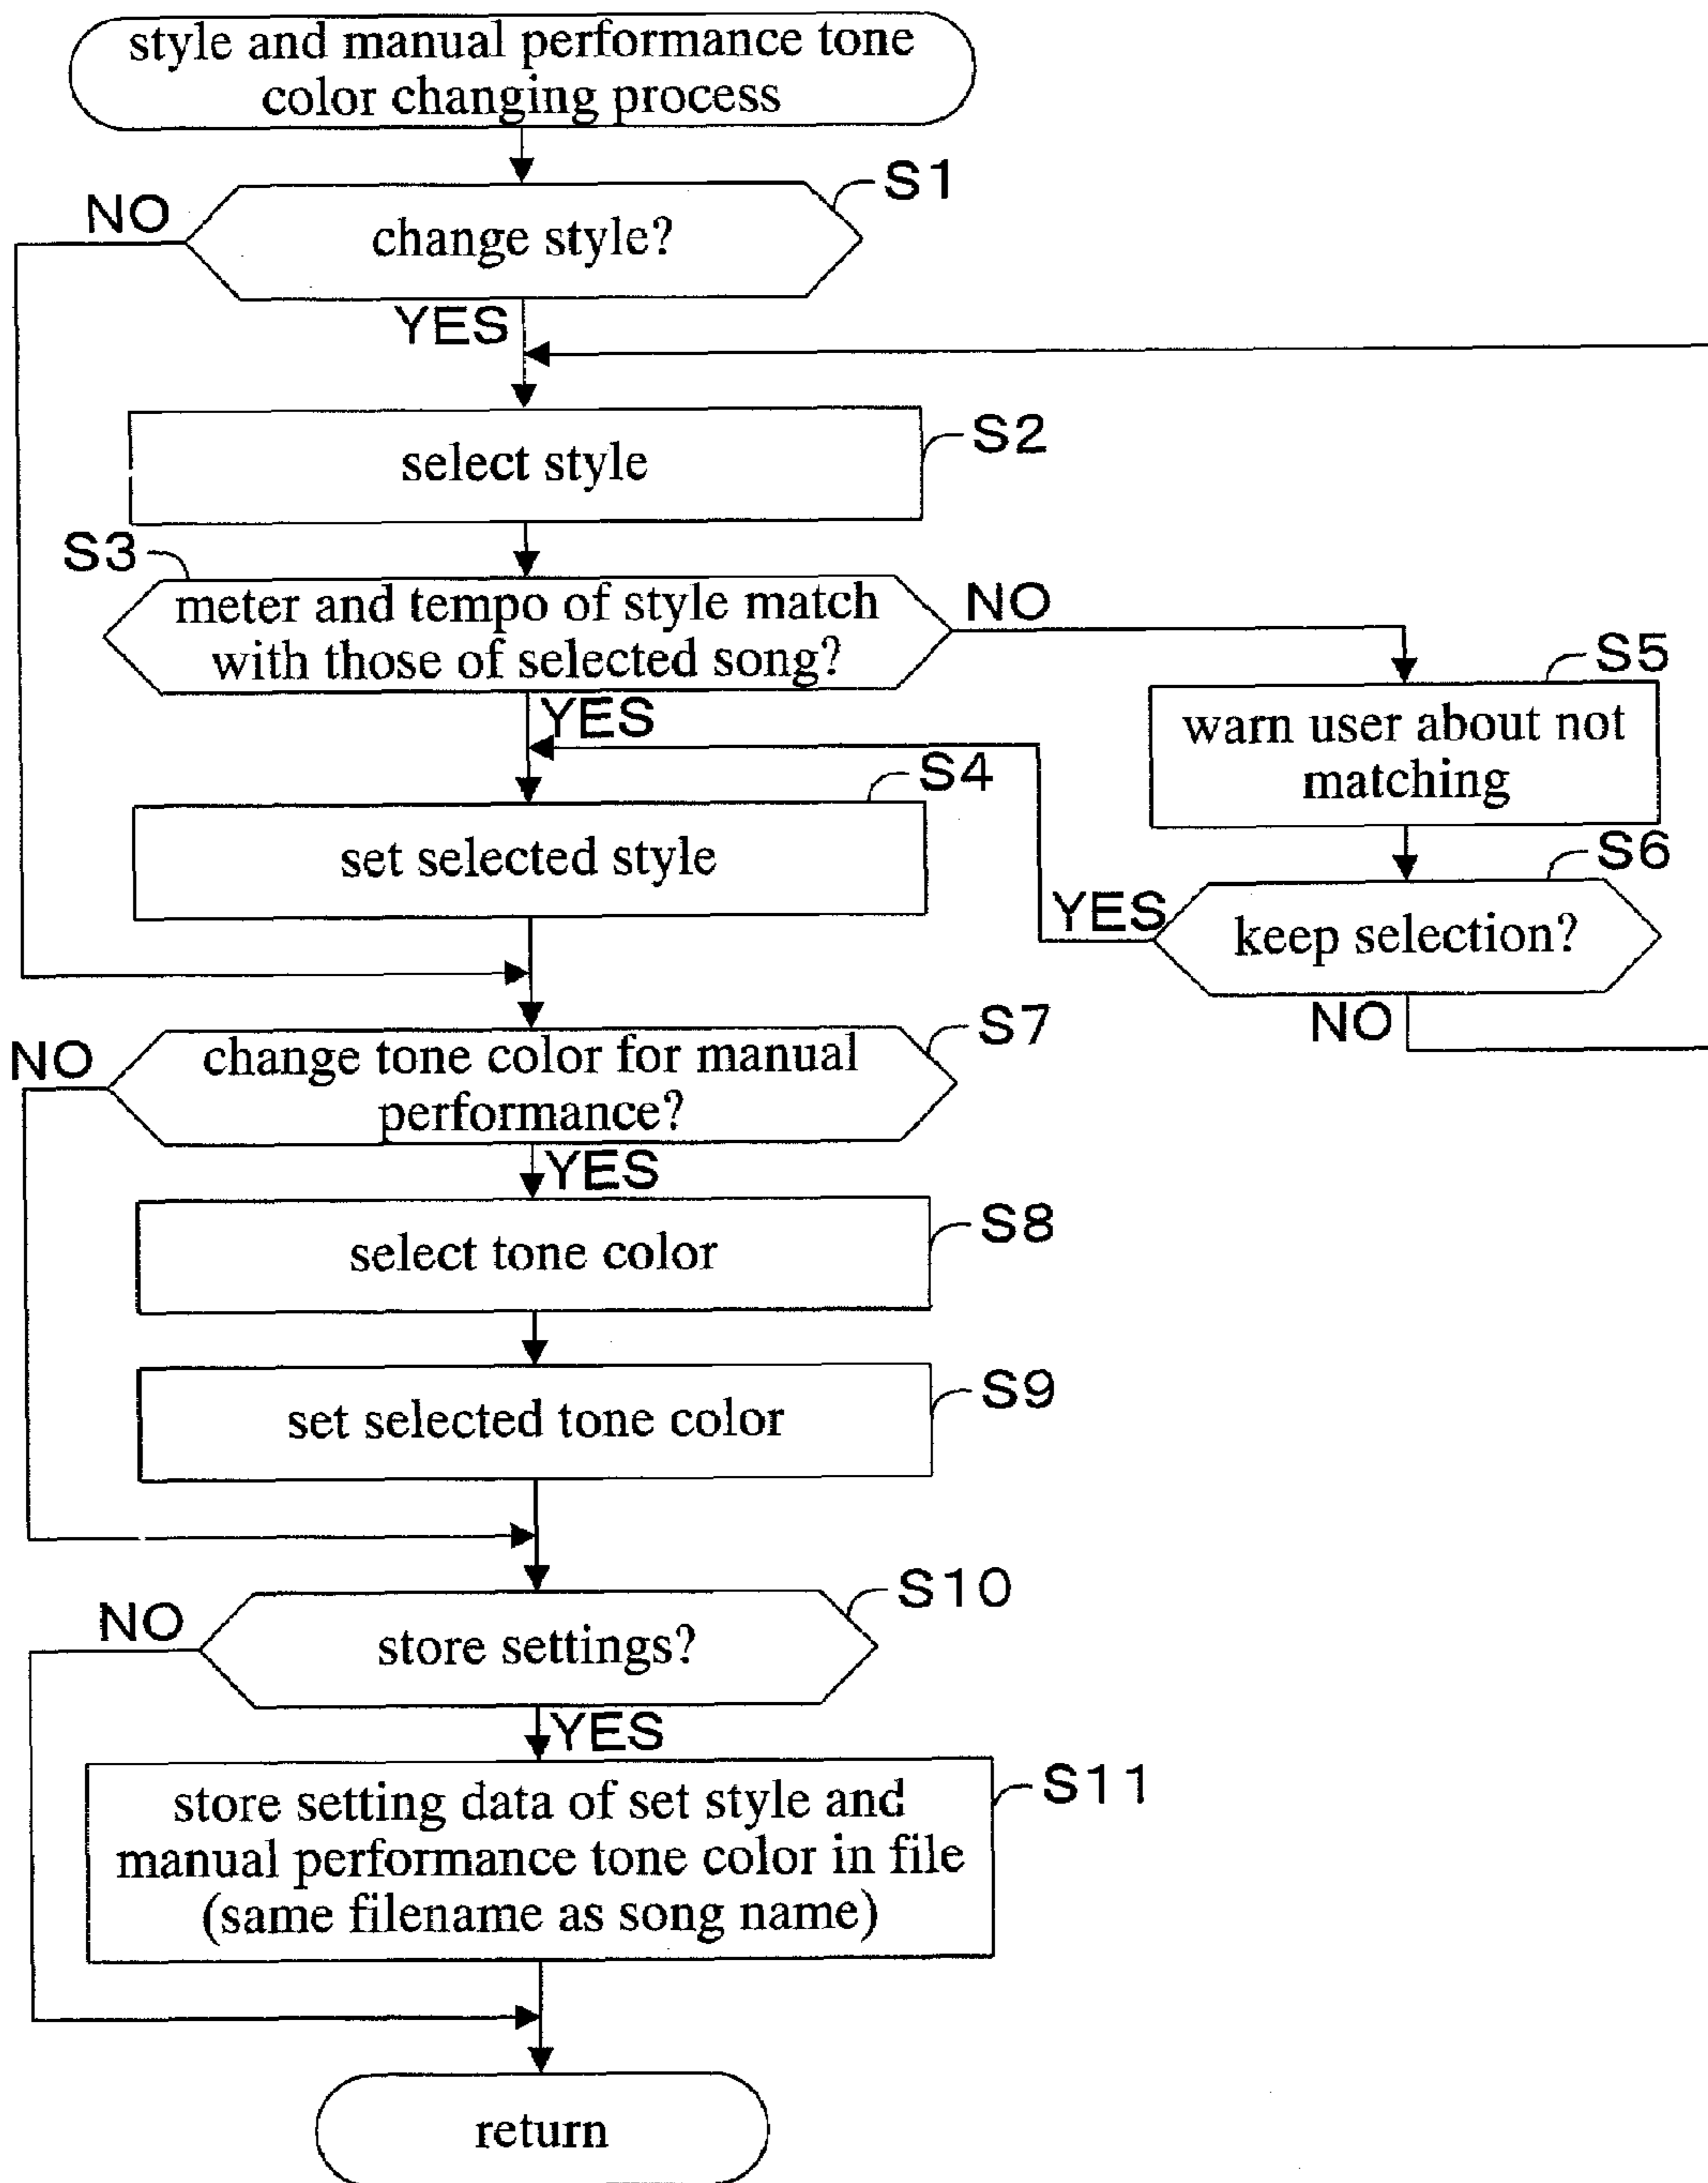 style and manual performance tone
color changing process
S1
NO
change style?
YES
S2
select style
S3
meter and tempo of style match
with those of selected song?
NO
YES
S5
warn user about not
matching
S4
set selected style
S6
YES
keep selection?
NO
S7
NO
change tone color for manual
performance?
YES
S8
select tone color
S9
set selected tone color
S10
NO
store settings?
YES
S11
store setting data of set style and
manual performance tone color in file
(same filename as song name)
return